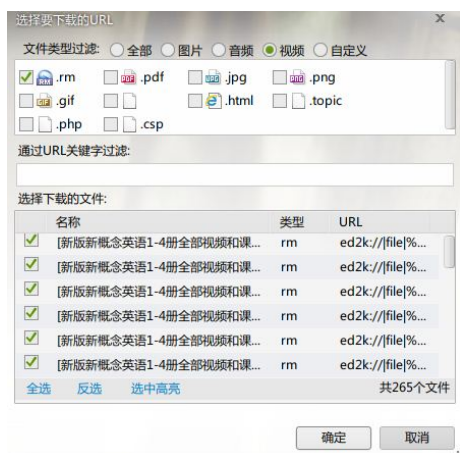 选择要下载的URL x
文件类型过滤: 全部 图片 音频 视频 自定义
.rm .pdf .jpg .png
.gif .html .topic
.php .csp
通过URL关键字过滤:
选择下载的文件:
名称 类型 URL
[新版新概念英语1-4册全部视频和课... rm ed2k://|file|%...
[新版新概念英语1-4册全部视频和课... rm ed2k://|file|%...
[新版新概念英语1-4册全部视频和课... rm ed2k://|file|%...
[新版新概念英语1-4册全部视频和课... rm ed2k://|file|%...
[新版新概念英语1-4册全部视频和课... rm ed2k://|file|%...
[新版新概念英语1-4册全部视频和课... rm ed2k://|file|%...
全选 反选 选中高亮 共265个文件
确定 取消